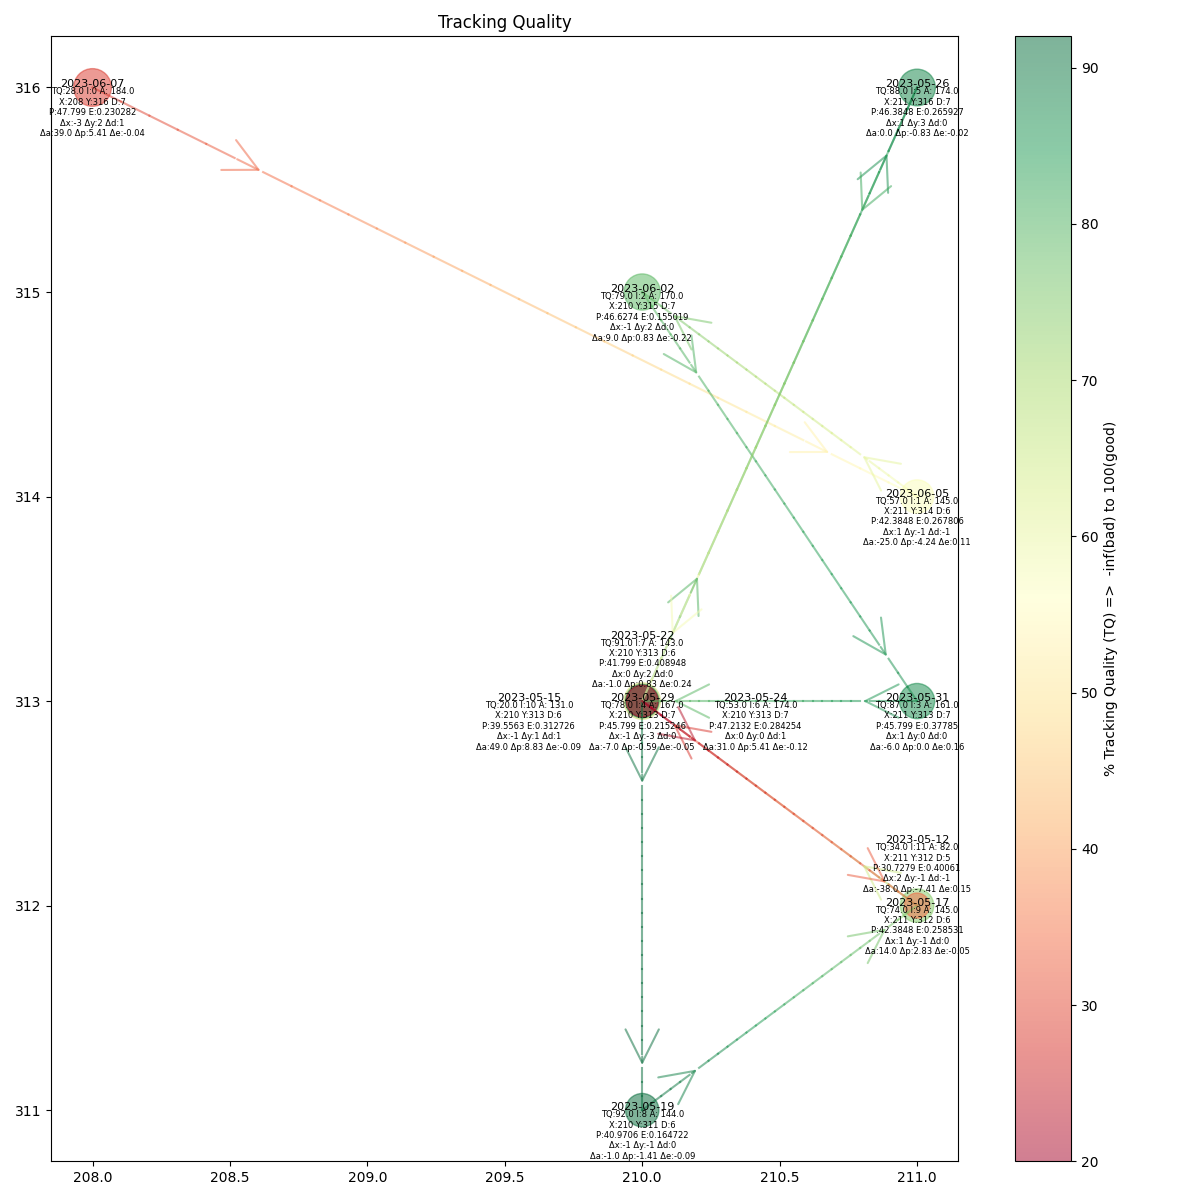 Tracking Quality
2023-06-07
TQ:28.0 I:0 A: 184.0
X:208 Y:316 D:7
P:47.799 E:0.230282
Δx:-3 Δy:2 Δd:1
Δa:39.0 Δp:5.41 Δe:-0.04
2023-05-26
TQ:88.0 I:5 A: 174.0
X:211 Y:316 D:7
P:46.3848 E:0.265927
Δx:1 Δy:3 Δd:0
Δa:0.0 Δp:-0.83 Δe:-0.02
2023-06-02
TQ:79.0 I:2 A: 170.0
X:210 Y:315 D:7
P:46.6274 E:0.155019
Δx:-1 Δy:2 Δd:0
Δa:9.0 Δp:0.83 Δe:-0.22
2023-06-05
TQ:57.0 I:1 A: 145.0
X:211 Y:314 D:6
P:42.3848 E:0.267806
Δx:1 Δy:-1 Δd:-1
Δa:-25.0 Δp:-4.24 Δe:0.11
2023-05-22
TQ:91.0 I:7 A: 143.0
X:210 Y:313 D:6
P:41.799 E:0.408948
Δx:0 Δy:2 Δd:0
Δa:-1.0 Δp:0.83 Δe:0.24
2023-05-15
TQ:20.0 I:10 A: 131.0
X:210 Y:313 D:6
P:39.5563 E:0.312726
Δx:-1 Δy:1 Δd:1
Δa:49.0 Δp:8.83 Δe:-0.09
2023-05-29
TQ:78.0 I:4 A: 167.0
X:210 Y:313 D:7
P:45.799 E:0.215246
Δx:-1 Δy:-3 Δd:0
Δa:-7.0 Δp:-0.59 Δe:-0.05
2023-05-24
TQ:53.0 I:6 A: 174.0
X:210 Y:313 D:7
P:47.2132 E:0.284254
Δx:0 Δy:0 Δd:1
Δa:31.0 Δp:5.41 Δe:-0.12
2023-05-31
TQ:87.0 I:3 A: 161.0
X:211 Y:313 D:7
P:45.799 E:0.37785
Δx:1 Δy:0 Δd:0
Δa:-6.0 Δp:0.0 Δe:0.16
2023-05-12
TQ:34.0 I:11 A: 82.0
X:211 Y:312 D:5
P:30.7279 E:0.40061
Δx:2 Δy:-1 Δd:-1
Δa:-38.0 Δp:-7.41 Δe:0.15
2023-05-17
TQ:74.0 I:9 A: 145.0
X:211 Y:312 D:6
P:42.3848 E:0.258531
Δx:1 Δy:-1 Δd:0
Δa:14.0 Δp:2.83 Δe:-0.05
2023-05-19
TQ:92.0 I:8 A: 144.0
X:210 Y:311 D:6
P:40.9706 E:0.164722
Δx:-1 Δy:-1 Δd:0
Δa:-1.0 Δp:-1.41 Δe:-0.09
316
315
314
313
312
311
208.0 208.5 209.0 209.5 210.0 210.5 211.0
90
80
70
60
50
40
30
20
% Tracking Quality (TQ) => -inf(bad) to 100(good)